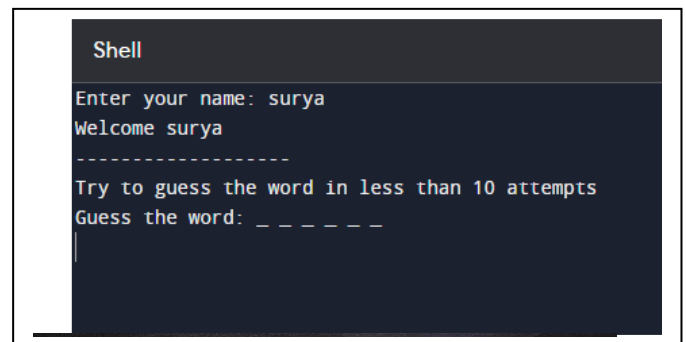 Shell
Enter your name: surya
Welcome surya
-------------------
Try to guess the word in less than 10 attempts
Guess the word: _ _ _ _ _ _